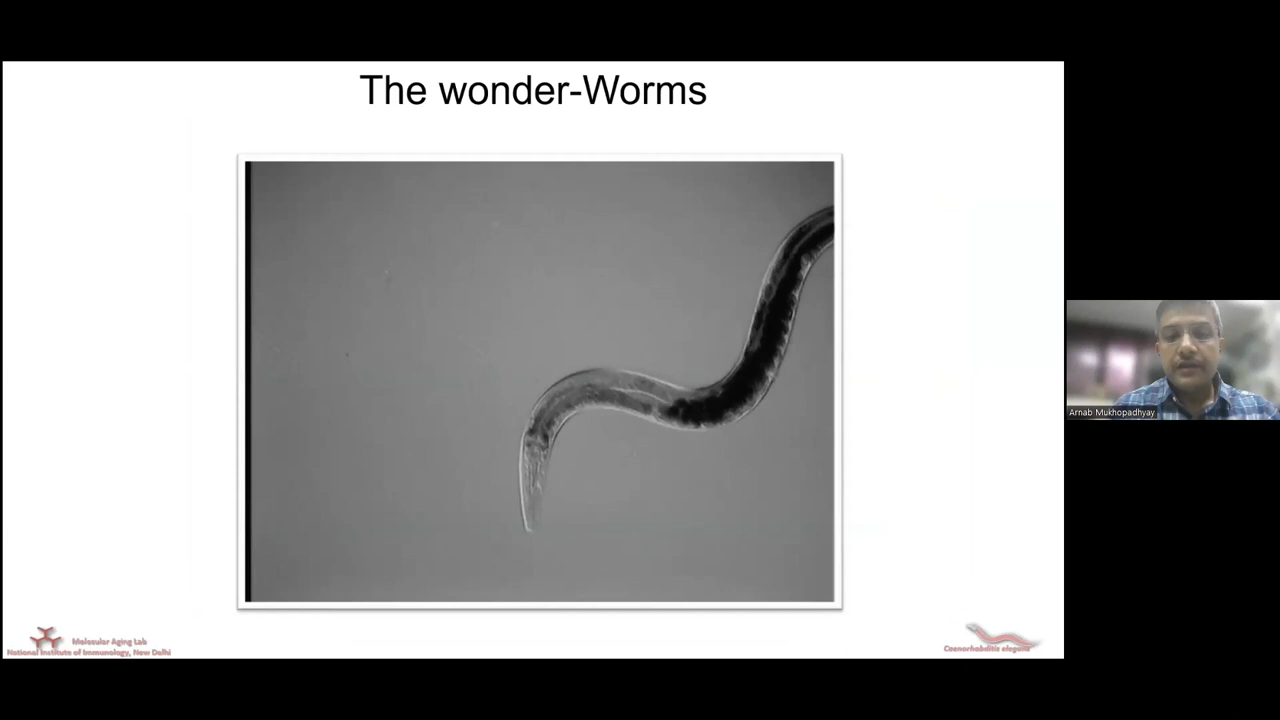 The wonder-Worms
Arnab Mukhopadhyay
Molecular Aging Lab
National Institute of Immunology, New Delhi
Caenorhabditis elegans